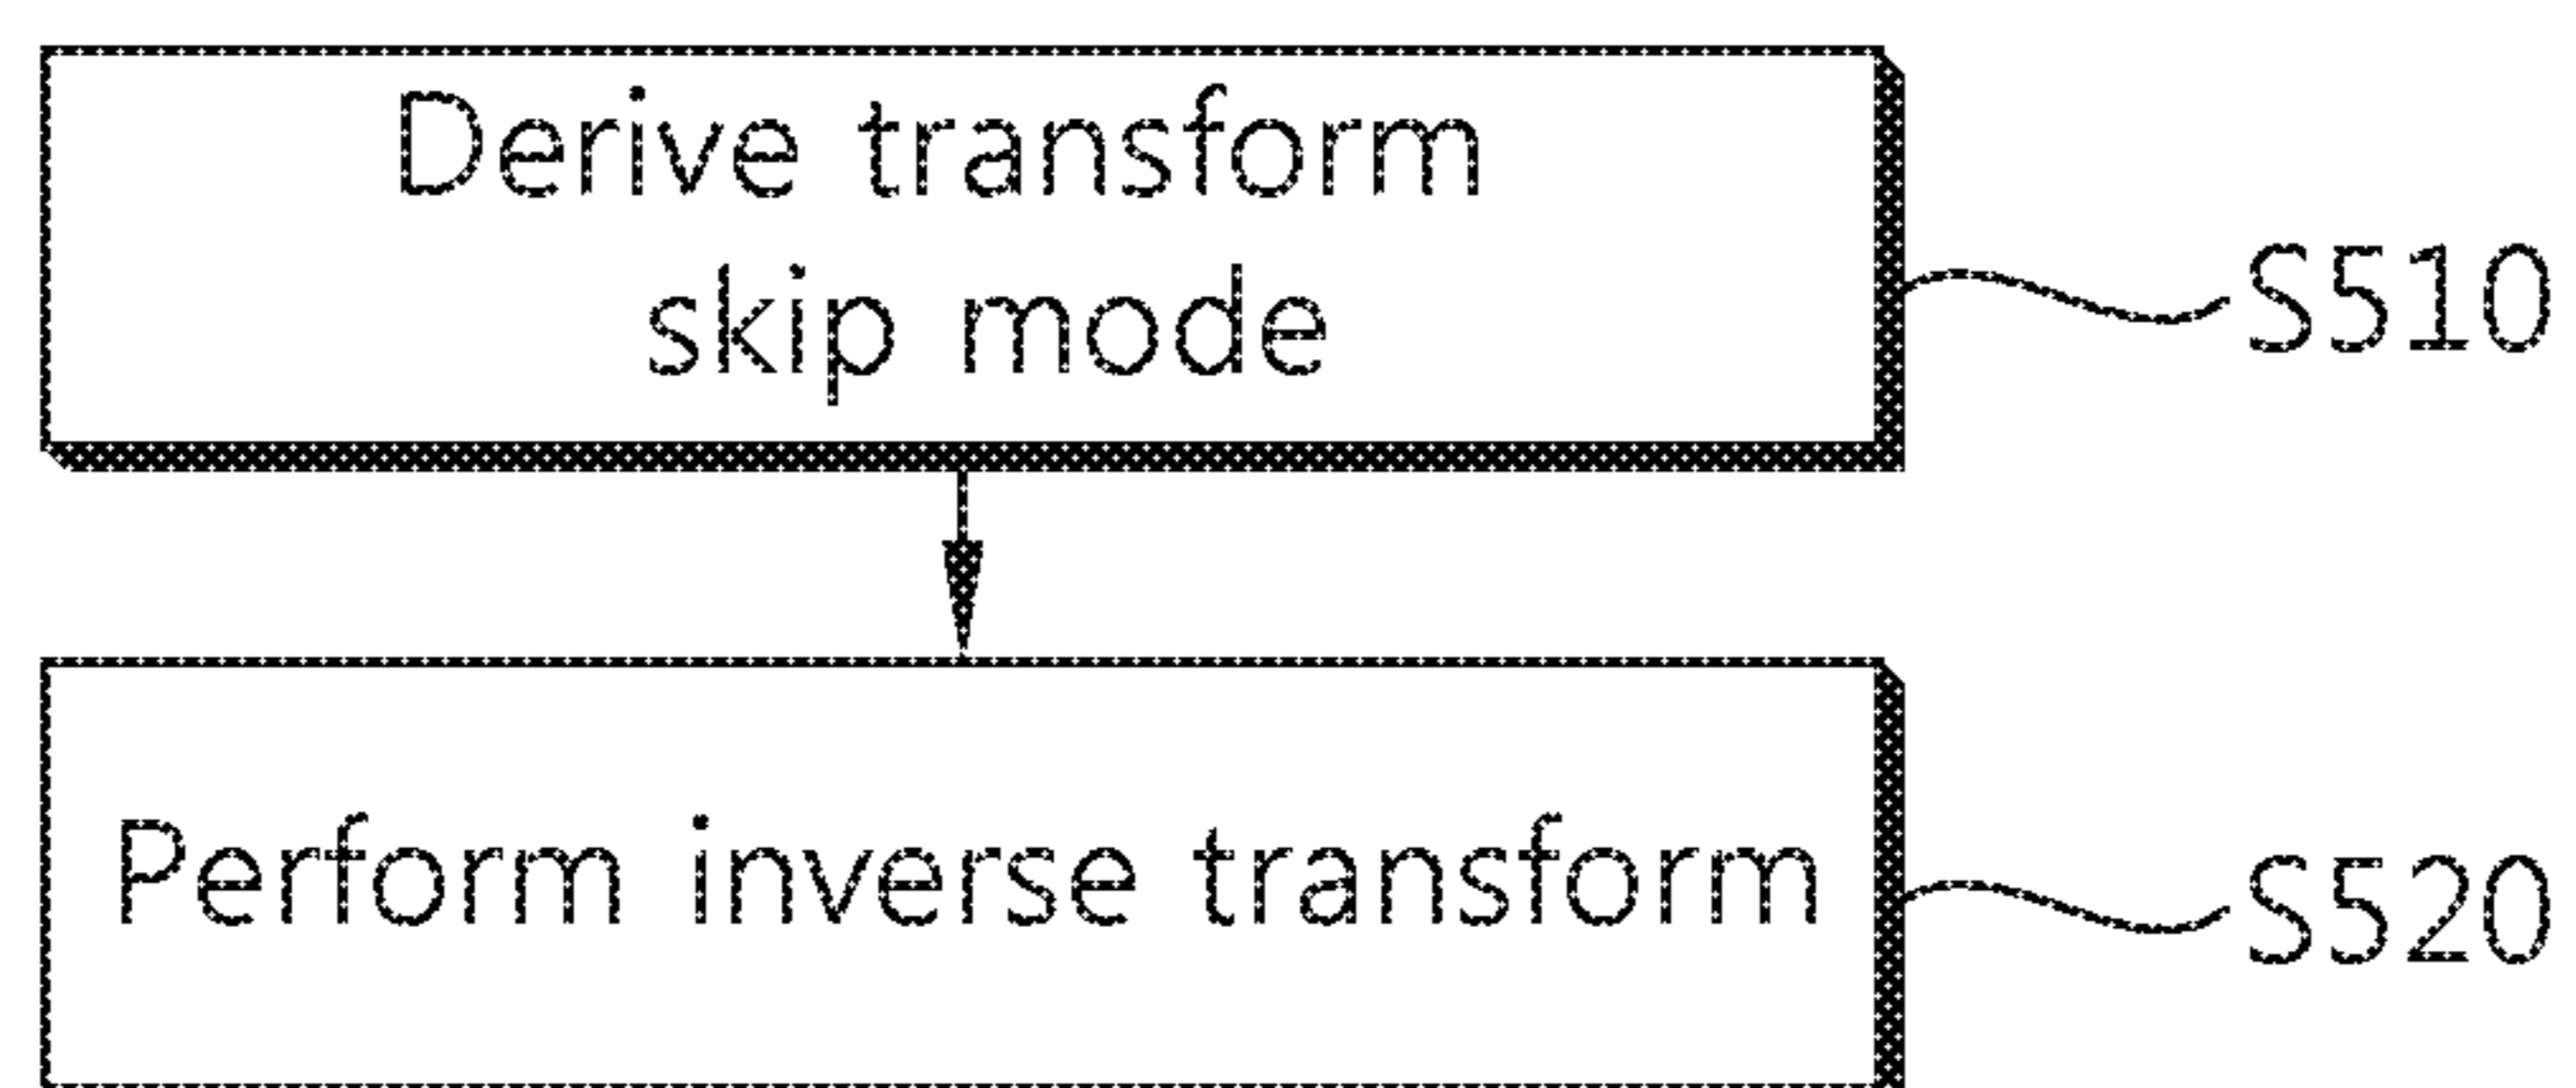 Derive transform
skip mode
S510
Perform inverse transform
S520